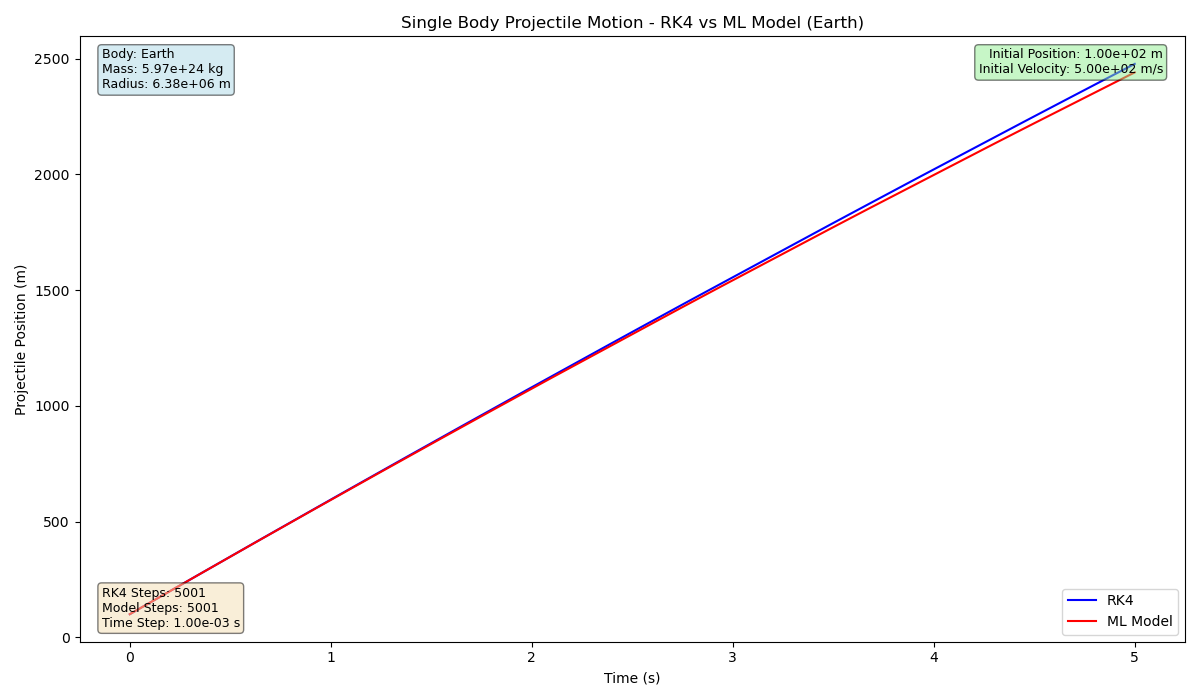 Single Body Projectile Motion - RK4 vs ML Model (Earth)
Body: Earth
Mass: 5.97e+24 kg
Radius: 6.38e+06 m
Initial Position: 1.00e+02 m
Initial Velocity: 5.00e+02 m/s
2500
2000
1500
1000
500
0
Projectile Position (m)
RK4 Steps: 5001
Model Steps: 5001
Time Step: 1.00e-03 s
RK4
ML Model
0 1 2 3 4 5
Time (s)